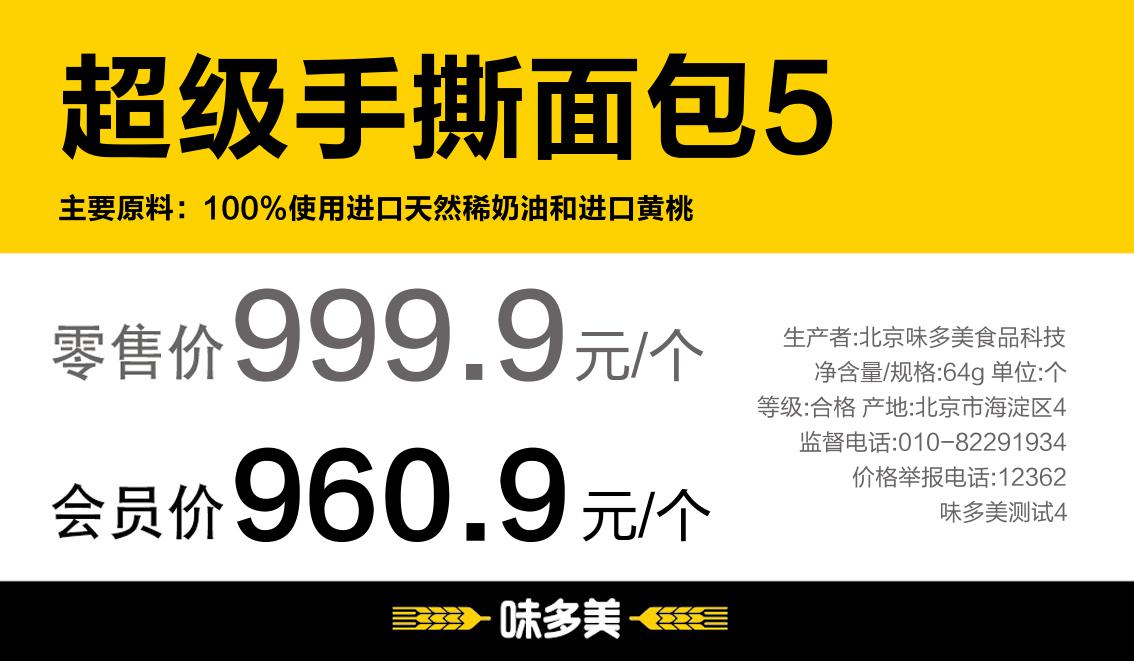 超级手撕面包5
主要原料：100%使用进口天然稀奶油和进口黄桃
零售价999.9元/个
会员价960.9元/个
生产者:北京味多美食品科技
净含量/规格:64g 单位:个
等级:合格 产地:北京市海淀区4
监督电话:010-82291934
价格举报电话:12362
味多美测试4
味多美